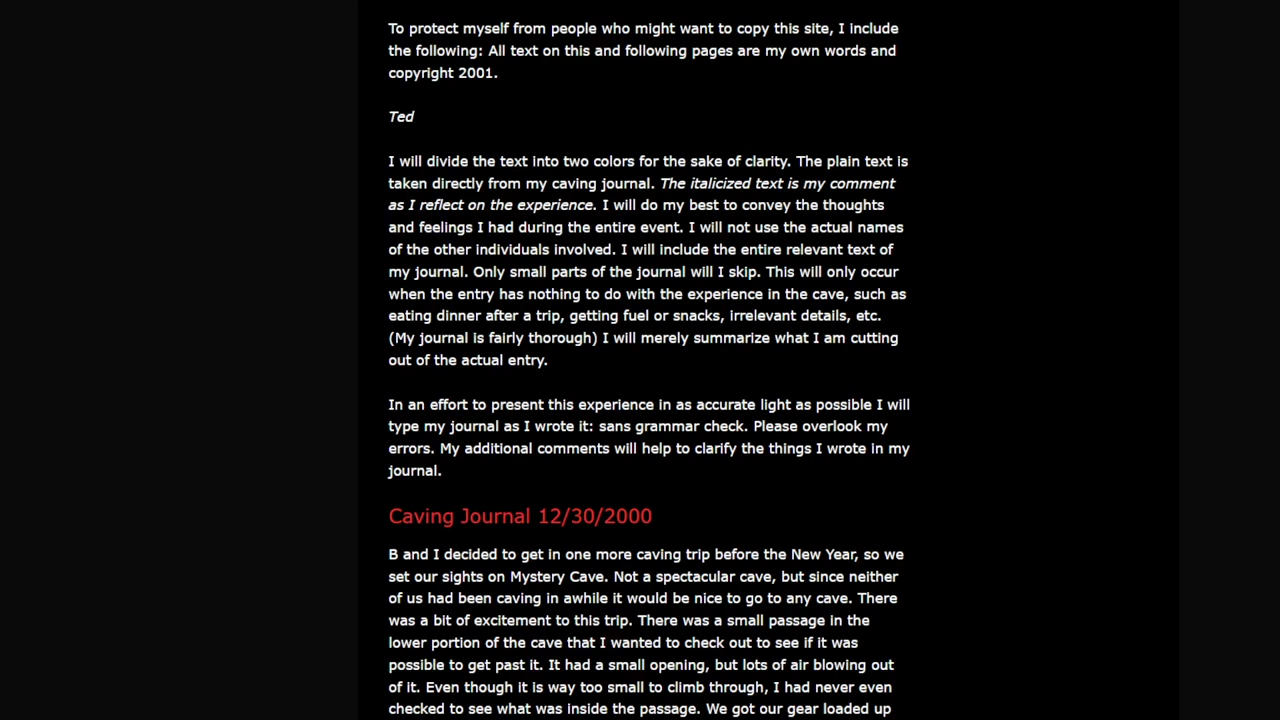 To protect myself from people who might want to copy this site, I include
the following: All text on this and following pages are my own words and
copyright 2001.
Ted
I will divide the text into two colors for the sake of clarity. The plain text is
taken directly from my caving journal. The italicized text is my comment
as I reflect on the experience. I will do my best to convey the thoughts
and feelings I had during the entire event. I will not use the actual names
of the other individuals involved. I will include the entire relevant text of
my journal. Only small parts of the journal will I skip. This will only occur
when the entry has nothing to do with the experience in the cave, such as
eating dinner after a trip, getting fuel or snacks, irrelevant details, etc.
(My journal is fairly thorough) I will merely summarize what I am cutting
out of the actual entry.
In an effort to present this experience in as accurate light as possible I will
type my journal as I wrote it: sans grammar check. Please overlook my
errors. My additional comments will help to clarify the things I wrote in my
journal.
Caving Journal 12/30/2000
B and I decided to get in one more caving trip before the New Year, so we
set our sights on Mystery Cave. Not a spectacular cave, but since neither
of us had been caving in awhile it would be nice to go to any cave. There
was a bit of excitement to this trip. There was a small passage in the
lower portion of the cave that I wanted to check out to see if it was
possible to get past it. It had a small opening, but lots of air blowing out
of it. Even though it is way too small to climb through, I had never even
checked to see what was inside the passage. We got our gear loaded up